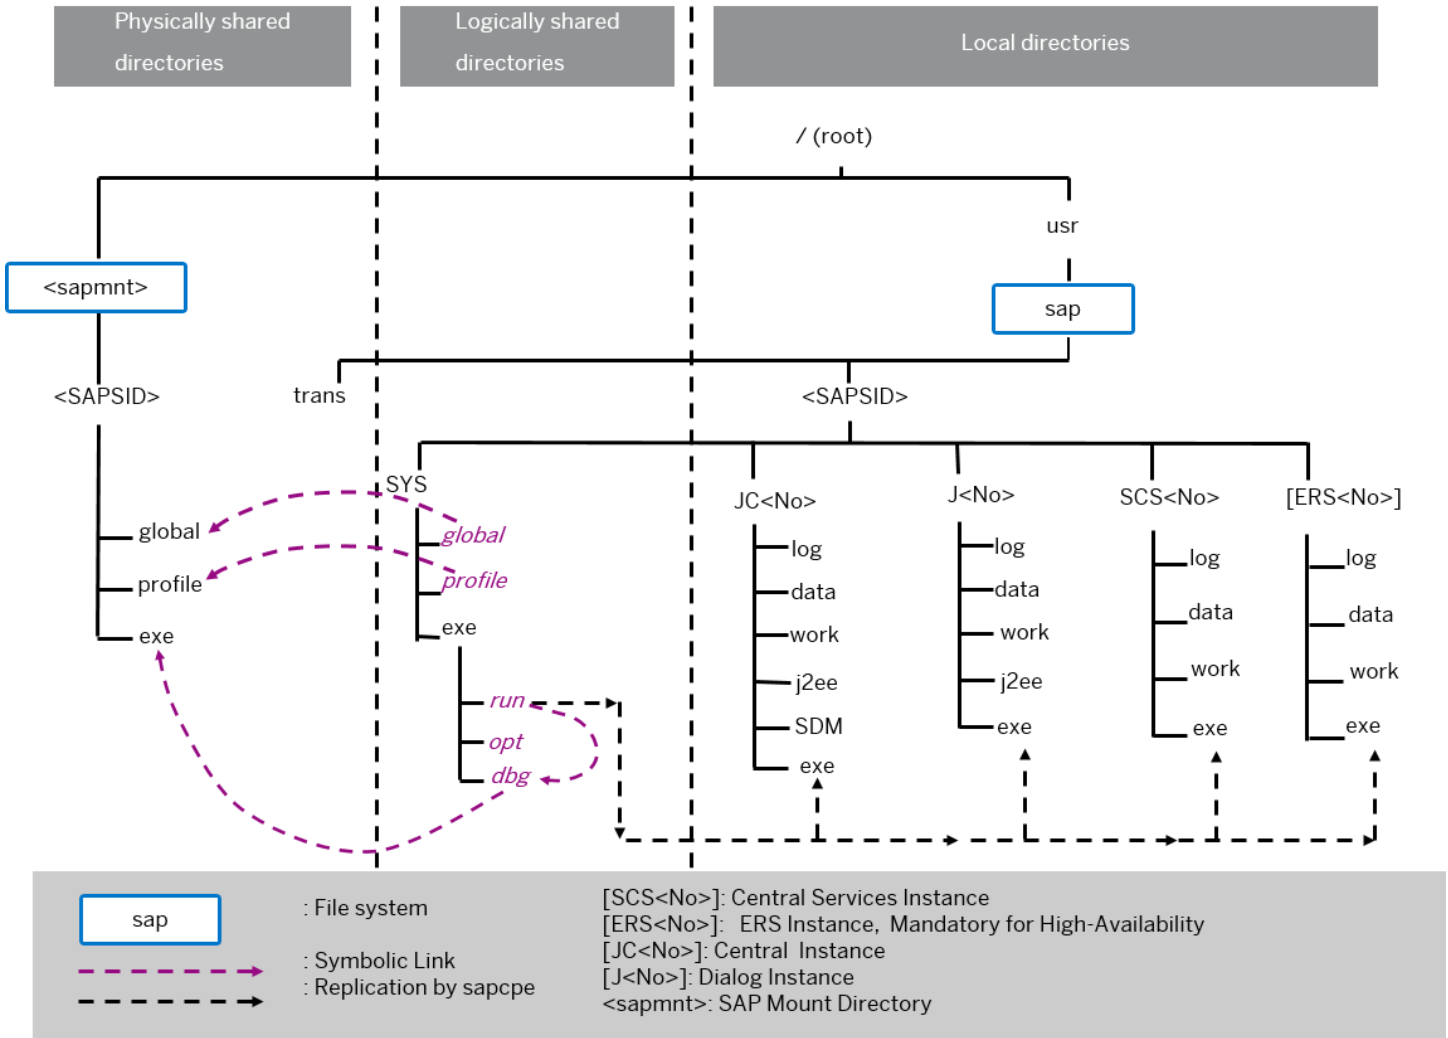 Physically shared
directories
Logically shared
directories
Local directories
/ (root)
usr
<sapmnt>
sap
<SAPSID>
trans
<SAPSID>
global
profile
exe
SYS
global
profile
exe
run
opt
dbg
JC<No>
log
data
work
j2ee
SDM
exe
J<No>
log
data
work
j2ee
exe
SCS<No>
log
data
work
exe
[ERS<No>]
log
data
work
exe
sap
: File system
: Symbolic Link
: Replication by sapcpe
[SCS<No>]: Central Services Instance
[ERS<No>]: ERS Instance, Mandatory for High-Availability
[JC<No>]: Central Instance
[J<No>]: Dialog Instance
<sapmnt>: SAP Mount Directory